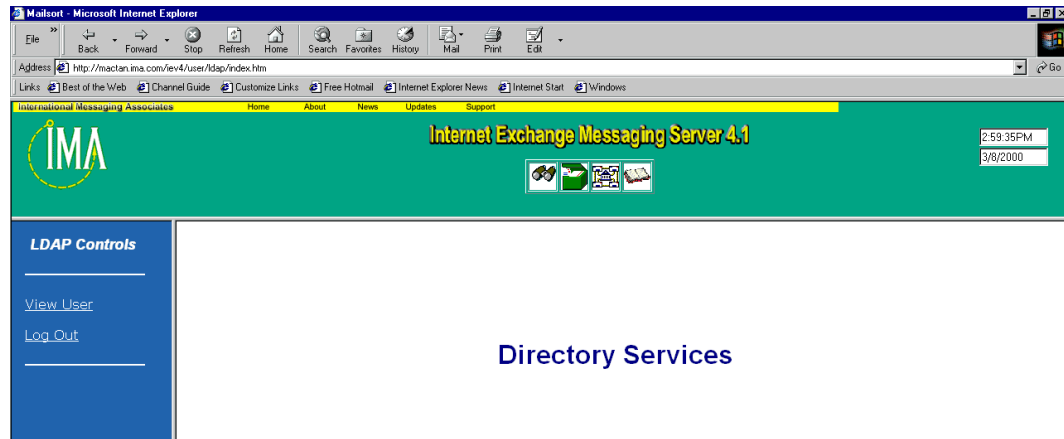 Mailsort - Microsoft Internet Explorer
File » Back Forward Stop Refresh Home Search Favorites History Mail Print Edit
Address http://mactan.ima.com/iev4/user/ldap/index.htm Go
Links Best of the Web Channel Guide Customize Links Free Hotmail Internet Explorer News Internet Start Windows
International Messaging Associates Home About News Updates Support
IMA
Internet Exchange Messaging Server 4.1
2:59:35PM
3/8/2000
LDAP Controls
View User
Log Out
Directory Services